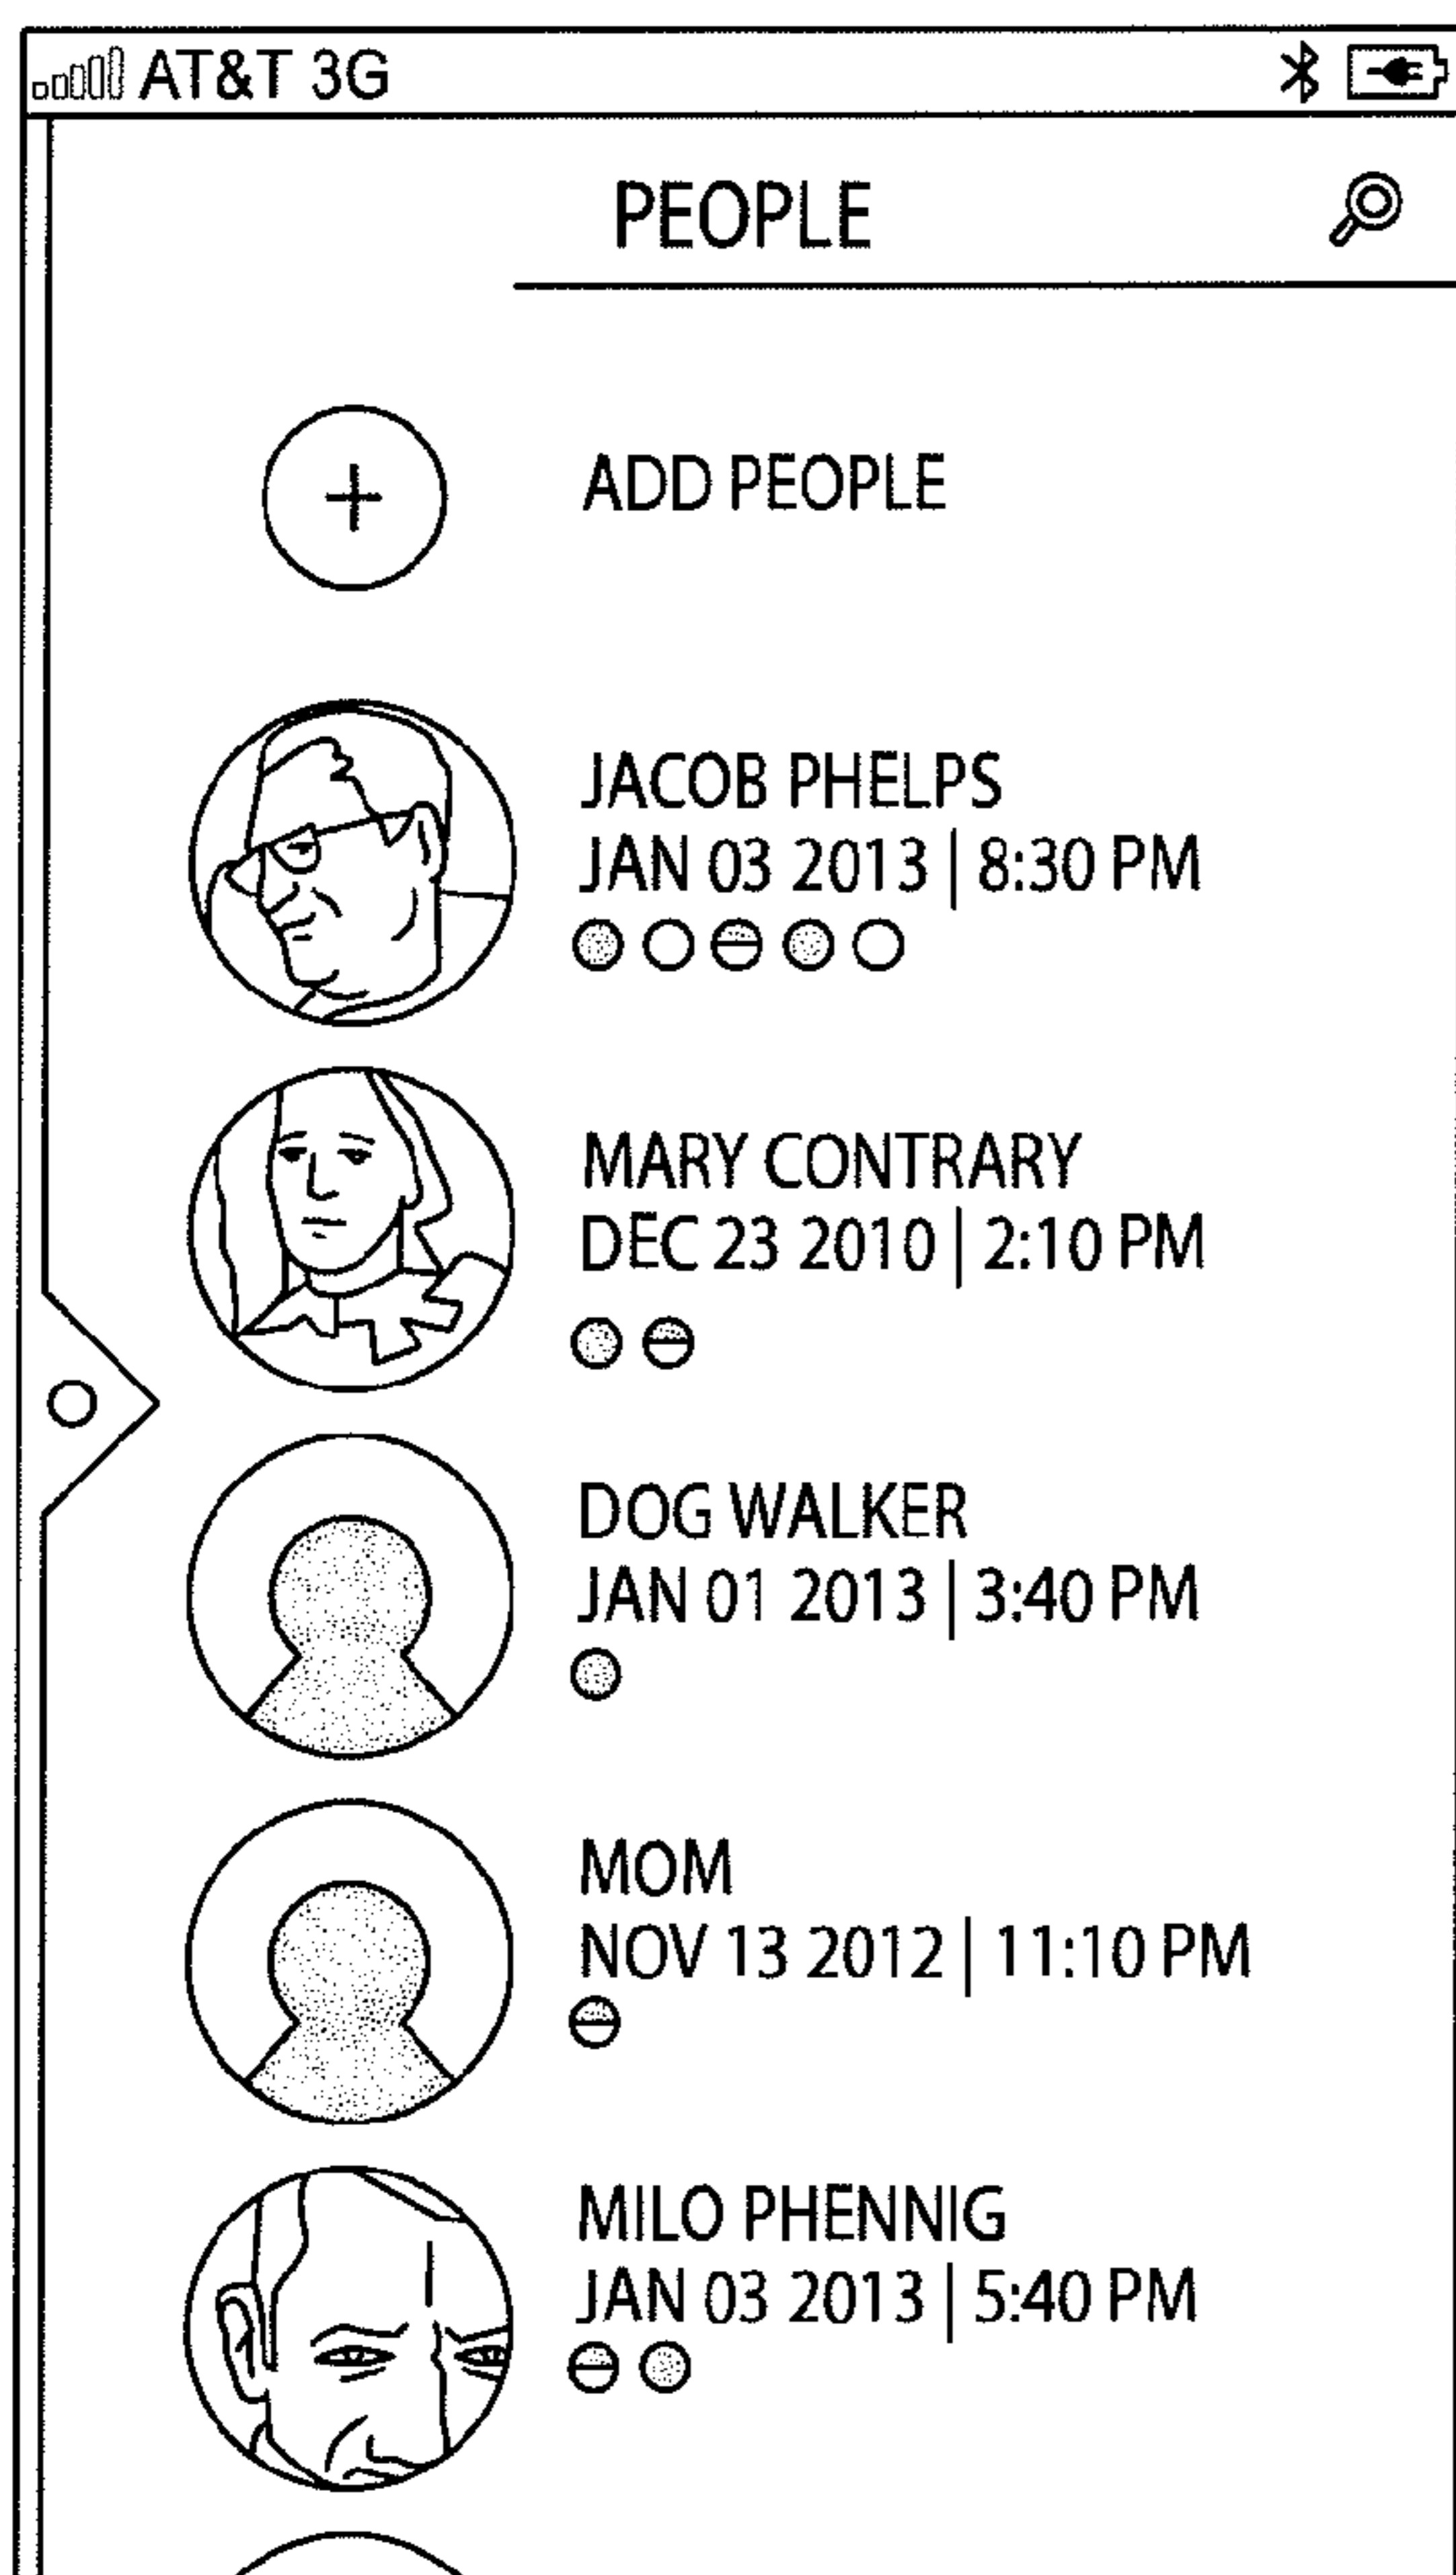 AT&T 3G
PEOPLE
ADD PEOPLE
JACOB PHELPS
JAN 03 2013 | 8:30 PM
MARY CONTRARY
DEC 23 2010 | 2:10 PM
DOG WALKER
JAN 01 2013 | 3:40 PM
MOM
NOV 13 2012 | 11:10 PM
MILO PHENNIG
JAN 03 2013 | 5:40 PM